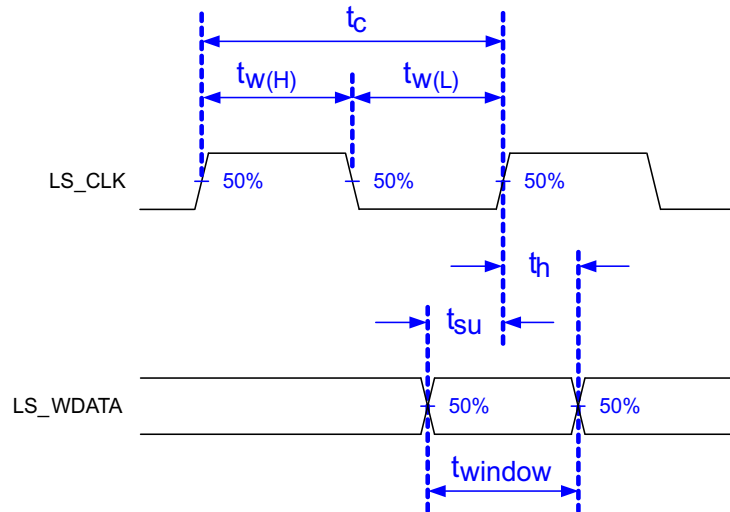 tc
tw(H) tw(L)
LS_CLK 50% 50% 50%
th
tsu
LS_WDATA 50% 50%
twindow